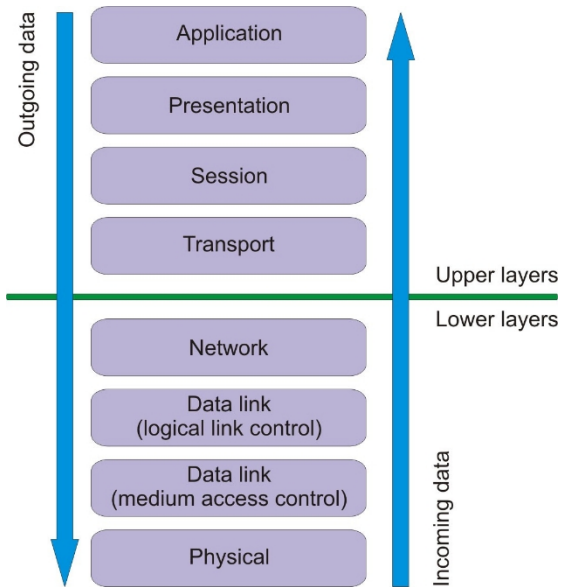 Outgoing data
Application
Presentation
Session
Transport
Upper layers
Lower layers
Network
Data link
(logical link control)
Data link
(medium access control)
Physical
Incoming data